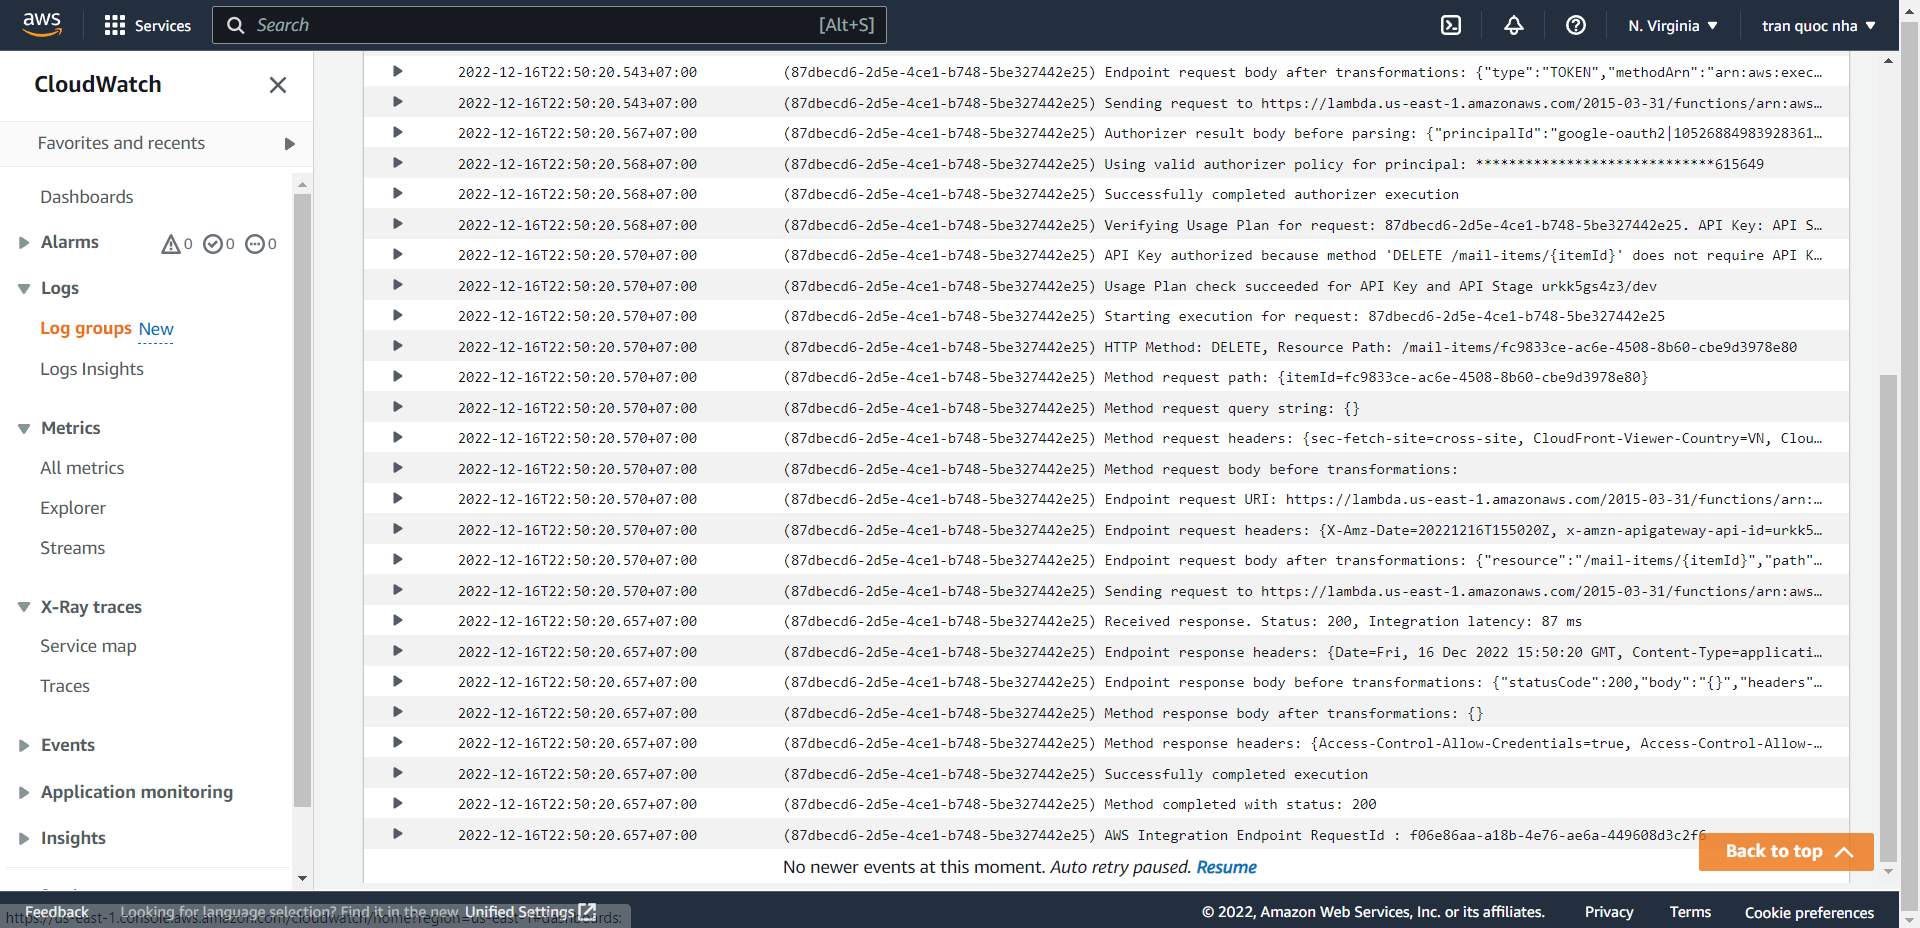 aws Services Search [Alt+S] N. Virginia tran quoc nha
CloudWatch
Favorites and recents
Dashboards
Alarms 0 0 0
Logs
Log groups New
Logs Insights
Metrics
All metrics
Explorer
Streams
X-Ray traces
Service map
Traces
Events
Application monitoring
Insights
2022-12-16T22:50:20.543+07:00 (87dbecd6-2d5e-4ce1-b748-5be327442e25) Endpoint request body after transformations: {"type":"TOKEN","methodArn":"arn:aws:exec…
2022-12-16T22:50:20.543+07:00 (87dbecd6-2d5e-4ce1-b748-5be327442e25) Sending request to https://lambda.us-east-1.amazonaws.com/2015-03-31/functions/arn:aws…
2022-12-16T22:50:20.567+07:00 (87dbecd6-2d5e-4ce1-b748-5be327442e25) Authorizer result body before parsing: {"principalId":"google-oauth2|10526884983928361…
2022-12-16T22:50:20.568+07:00 (87dbecd6-2d5e-4ce1-b748-5be327442e25) Using valid authorizer policy for principal: *****************************615649
2022-12-16T22:50:20.568+07:00 (87dbecd6-2d5e-4ce1-b748-5be327442e25) Successfully completed authorizer execution
2022-12-16T22:50:20.568+07:00 (87dbecd6-2d5e-4ce1-b748-5be327442e25) Verifying Usage Plan for request: 87dbecd6-2d5e-4ce1-b748-5be327442e25. API Key: API S…
2022-12-16T22:50:20.570+07:00 (87dbecd6-2d5e-4ce1-b748-5be327442e25) API Key authorized because method 'DELETE /mail-items/{itemId}' does not require API K…
2022-12-16T22:50:20.570+07:00 (87dbecd6-2d5e-4ce1-b748-5be327442e25) Usage Plan check succeeded for API Key and API Stage urkk5gs4z3/dev
2022-12-16T22:50:20.570+07:00 (87dbecd6-2d5e-4ce1-b748-5be327442e25) Starting execution for request: 87dbecd6-2d5e-4ce1-b748-5be327442e25
2022-12-16T22:50:20.570+07:00 (87dbecd6-2d5e-4ce1-b748-5be327442e25) HTTP Method: DELETE, Resource Path: /mail-items/fc9833ce-ac6e-4508-8b60-cbe9d3978e80
2022-12-16T22:50:20.570+07:00 (87dbecd6-2d5e-4ce1-b748-5be327442e25) Method request path: {itemId=fc9833ce-ac6e-4508-8b60-cbe9d3978e80}
2022-12-16T22:50:20.570+07:00 (87dbecd6-2d5e-4ce1-b748-5be327442e25) Method request query string: {}
2022-12-16T22:50:20.570+07:00 (87dbecd6-2d5e-4ce1-b748-5be327442e25) Method request headers: {sec-fetch-site=cross-site, CloudFront-Viewer-Country=VN, Clou…
2022-12-16T22:50:20.570+07:00 (87dbecd6-2d5e-4ce1-b748-5be327442e25) Method request body before transformations:
2022-12-16T22:50:20.570+07:00 (87dbecd6-2d5e-4ce1-b748-5be327442e25) Endpoint request URI: https://lambda.us-east-1.amazonaws.com/2015-03-31/functions/arn:…
2022-12-16T22:50:20.570+07:00 (87dbecd6-2d5e-4ce1-b748-5be327442e25) Endpoint request headers: {X-Amz-Date=20221216T155020Z, x-amzn-apigateway-api-id=urkk5…
2022-12-16T22:50:20.570+07:00 (87dbecd6-2d5e-4ce1-b748-5be327442e25) Endpoint request body after transformations: {"resource":"/mail-items/{itemId}","path"…
2022-12-16T22:50:20.570+07:00 (87dbecd6-2d5e-4ce1-b748-5be327442e25) Sending request to https://lambda.us-east-1.amazonaws.com/2015-03-31/functions/arn:aws…
2022-12-16T22:50:20.657+07:00 (87dbecd6-2d5e-4ce1-b748-5be327442e25) Received response. Status: 200, Integration latency: 87 ms
2022-12-16T22:50:20.657+07:00 (87dbecd6-2d5e-4ce1-b748-5be327442e25) Endpoint response headers: {Date=Fri, 16 Dec 2022 15:50:20 GMT, Content-Type=applicati…
2022-12-16T22:50:20.657+07:00 (87dbecd6-2d5e-4ce1-b748-5be327442e25) Endpoint response body before transformations: {"statusCode":200,"body":"{}","headers"…
2022-12-16T22:50:20.657+07:00 (87dbecd6-2d5e-4ce1-b748-5be327442e25) Method response body after transformations: {}
2022-12-16T22:50:20.657+07:00 (87dbecd6-2d5e-4ce1-b748-5be327442e25) Method response headers: {Access-Control-Allow-Credentials=true, Access-Control-Allow-…
2022-12-16T22:50:20.657+07:00 (87dbecd6-2d5e-4ce1-b748-5be327442e25) Successfully completed execution
2022-12-16T22:50:20.657+07:00 (87dbecd6-2d5e-4ce1-b748-5be327442e25) Method completed with status: 200
2022-12-16T22:50:20.657+07:00 (87dbecd6-2d5e-4ce1-b748-5be327442e25) AWS Integration Endpoint RequestId : f06e86aa-a18b-4e76-ae6a-449608d3c2f6
No newer events at this moment. Auto retry paused. Resume
Back to top
Feedback Looking for language selection? Find it in the new Unified Settings
https://us-east-1.console.aws.amazon.com/cloudwatch/home?region=us-east-1#dashboards:
© 2022, Amazon Web Services, Inc. or its affiliates. Privacy Terms Cookie preferences